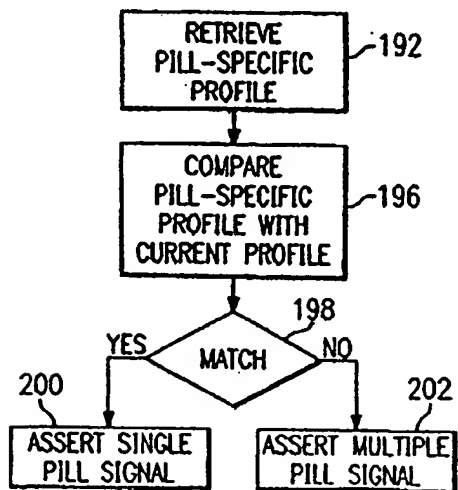 RETRIEVE
PILL-SPECIFIC
PROFILE
192
COMPARE
PILL-SPECIFIC
PROFILE WITH
CURRENT PROFILE
196
198
YES
MATCH
NO
200
202
ASSERT SINGLE
PILL SIGNAL
ASSERT MULTIPLE
PILL SIGNAL